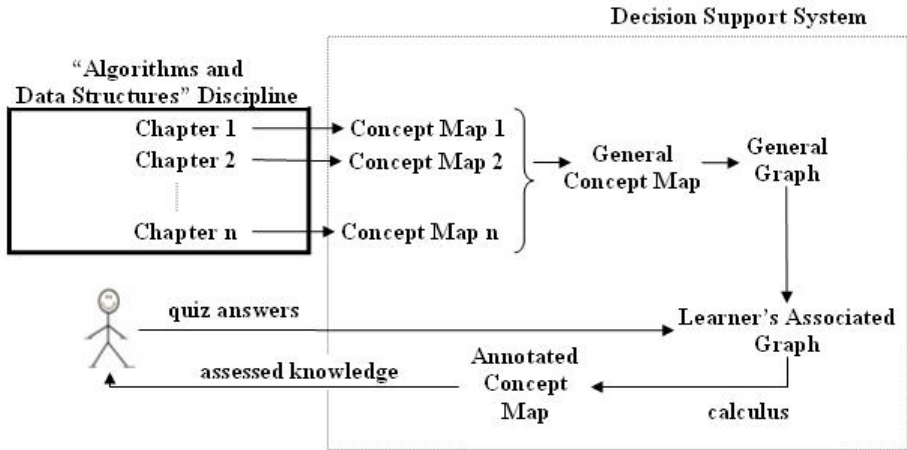 Decision Support System
“Algorithms and
Data Structures” Discipline
Chapter 1
Concept Map 1
Chapter 2
Concept Map 2
General
Concept Map
General
Graph
Chapter n
Concept Map n
quiz answers
Learner’s Associated
Graph
assessed knowledge
Annotated
Concept
Map
calculus